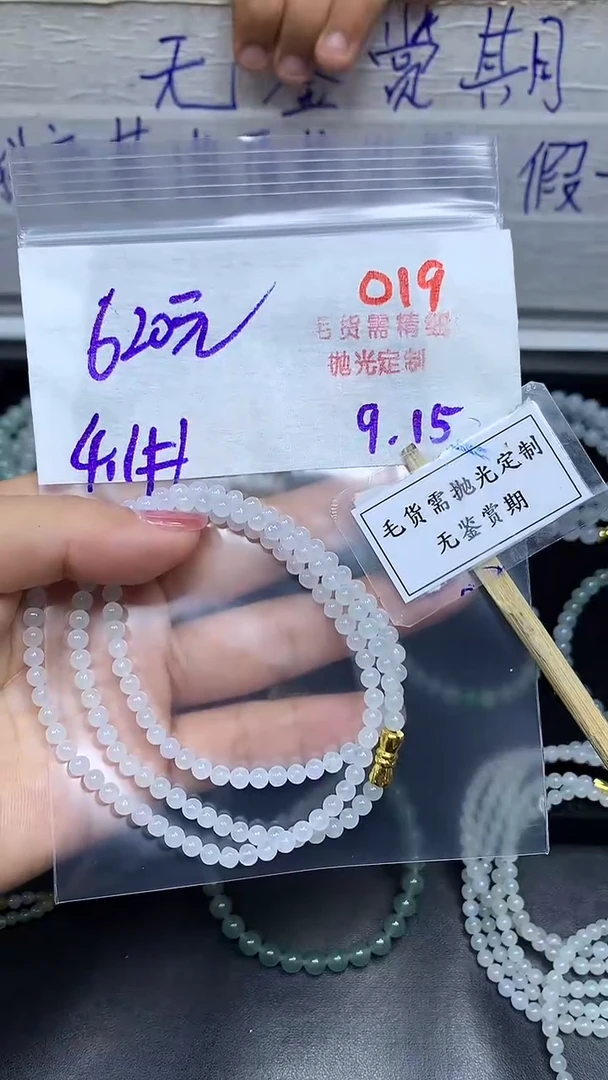 无鉴赏期
假一
620元
019
毛货需精细
抛光定制
4.1#
9.15
毛货需抛光定制
无鉴赏期